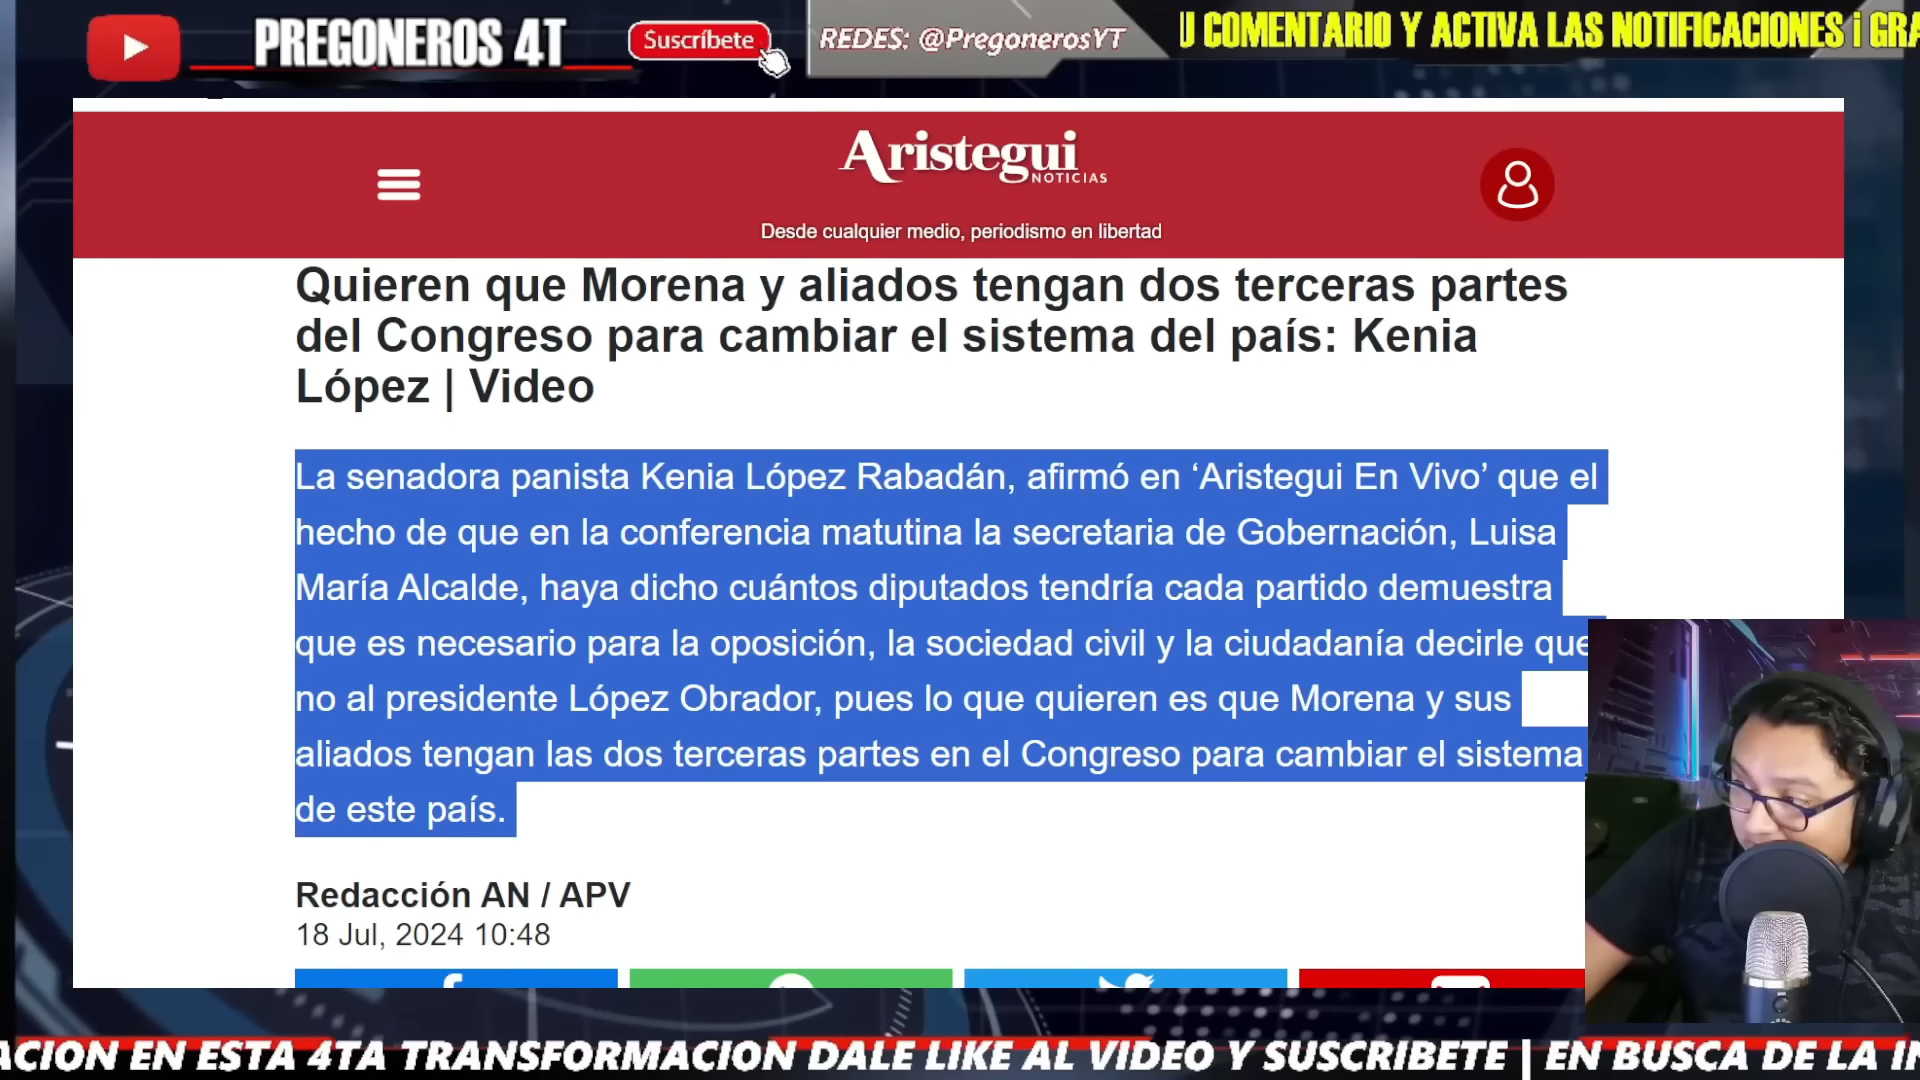 PREGONEROS 4T
Suscríbete
REDES: @PregonerosYT
U COMENTARIO Y ACTIVA LAS NOTIFICACIONES ¡ GRA
Aristegui
NOTICIAS
Desde cualquier medio, periodismo en libertad
Quieren que Morena y aliados tengan dos terceras partes
del Congreso para cambiar el sistema del país: Kenia
López | Video
La senadora panista Kenia López Rabadán, afirmó en ‘Aristegui En Vivo’ que el
hecho de que en la conferencia matutina la secretaria de Gobernación, Luisa
María Alcalde, haya dicho cuántos diputados tendría cada partido demuestra
que es necesario para la oposición, la sociedad civil y la ciudadanía decirle que
no al presidente López Obrador, pues lo que quieren es que Morena y sus
aliados tengan las dos terceras partes en el Congreso para cambiar el sistema
de este país.
Redacción AN / APV
18 Jul, 2024 10:48
ACION EN ESTA 4TA TRANSFORMACION DALE LIKE AL VIDEO Y SUSCRIBETE | EN BUSCA DE LA IN